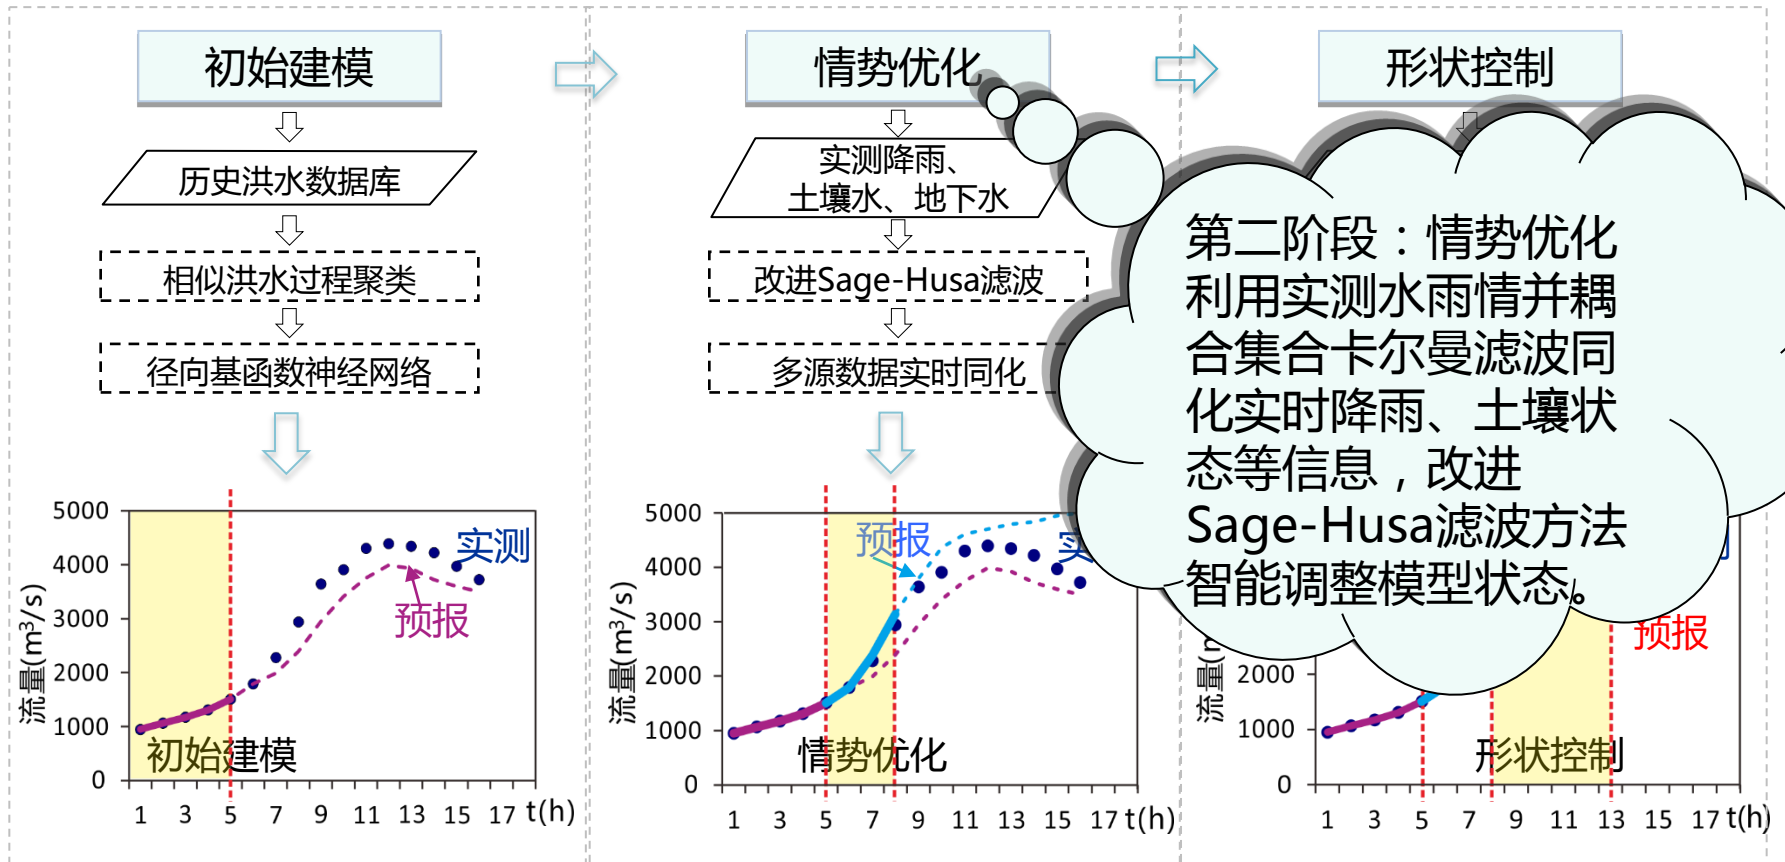 初始建模
历史洪水数据库
相似洪水过程聚类
径向基函数神经网络
5000
4000
3000
2000
1000
0
流量(m³/s)
实测
预报
初始建模
1 3 5 7 9 11 13 15 17 t(h)
情势优化
实测降雨、
土壤水、地下水
改进Sage-Husa滤波
多源数据实时同化
5000
4000
3000
2000
1000
0
流量(m³/s)
预报
情势优化
1 3 5 7 9 11 13 15 17 t(h)
形状控制
第二阶段：情势优化
利用实测水雨情并耦
合集合卡尔曼滤波同
化实时降雨、土壤状
态等信息，改进
Sage-Husa滤波方法
智能调整模型状态。
2000
1000
0
流量(m
预报
形状控制
1 3 5 7 9 11 13 15 17 t(h)